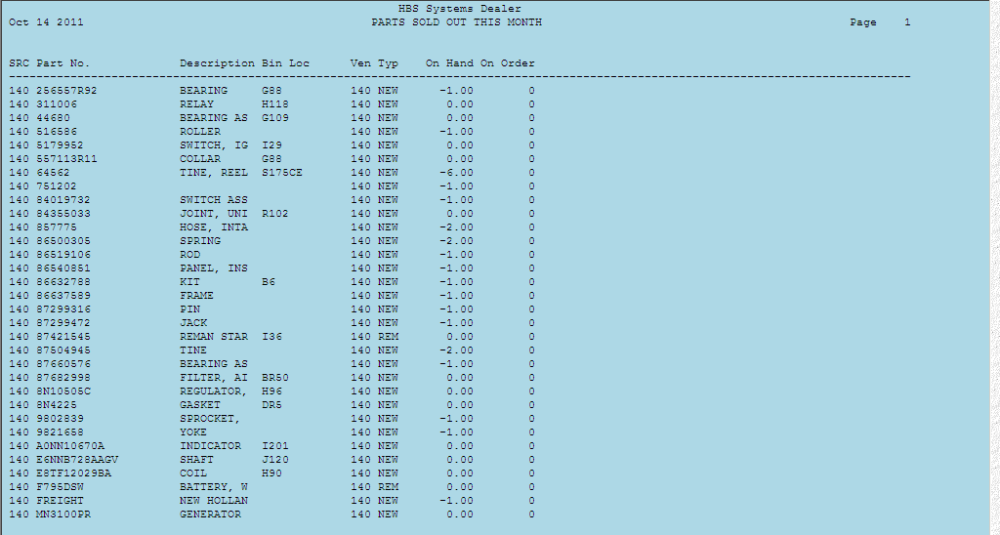 HBS Systems Dealer
Oct 14 2011 PARTS SOLD OUT THIS MONTH Page 1
SRC Part No. Description Bin Loc Ven Typ On Hand On Order
140 256557R92 BEARING G88 140 NEW -1.00 0
140 311006 RELAY H118 140 NEW 0.00 0
140 44680 BEARING AS G109 140 NEW 0.00 0
140 516586 ROLLER 140 NEW -1.00 0
140 5179952 SWITCH, IG I29 140 NEW 0.00 0
140 557113R11 COLLAR G88 140 NEW 0.00 0
140 64562 TINE, REEL S175CE 140 NEW -6.00 0
140 751202 140 NEW -1.00 0
140 84019732 SWITCH ASS 140 NEW -1.00 0
140 84355033 JOINT, UNI R102 140 NEW 0.00 0
140 857775 HOSE, INTA 140 NEW -2.00 0
140 86500305 SPRING 140 NEW -2.00 0
140 86519106 ROD 140 NEW -1.00 0
140 86540851 PANEL, INS 140 NEW -1.00 0
140 86632788 KIT B6 140 NEW -1.00 0
140 86637589 FRAME 140 NEW -1.00 0
140 87299316 PIN 140 NEW -1.00 0
140 87299472 JACK 140 NEW -1.00 0
140 87421545 REMAN STAR I36 140 REM 0.00 0
140 87504945 TINE 140 NEW -2.00 0
140 87660576 BEARING AS 140 NEW -1.00 0
140 87682998 FILTER, AI BR50 140 NEW 0.00 0
140 8N10505C REGULATOR, H96 140 NEW 0.00 0
140 8N4225 GASKET DR5 140 NEW 0.00 0
140 9802839 SPROCKET, 140 NEW -1.00 0
140 9821658 YOKE 140 NEW -1.00 0
140 A0NN10670A INDICATOR I201 140 NEW 0.00 0
140 E6NNB728AAGV SHAFT J120 140 NEW 0.00 0
140 E8TF12029BA COIL H90 140 NEW 0.00 0
140 F795DSW BATTERY, W 140 REM 0.00 0
140 FREIGHT NEW HOLLAN 140 NEW -1.00 0
140 MN3100PR GENERATOR 140 NEW 0.00 0